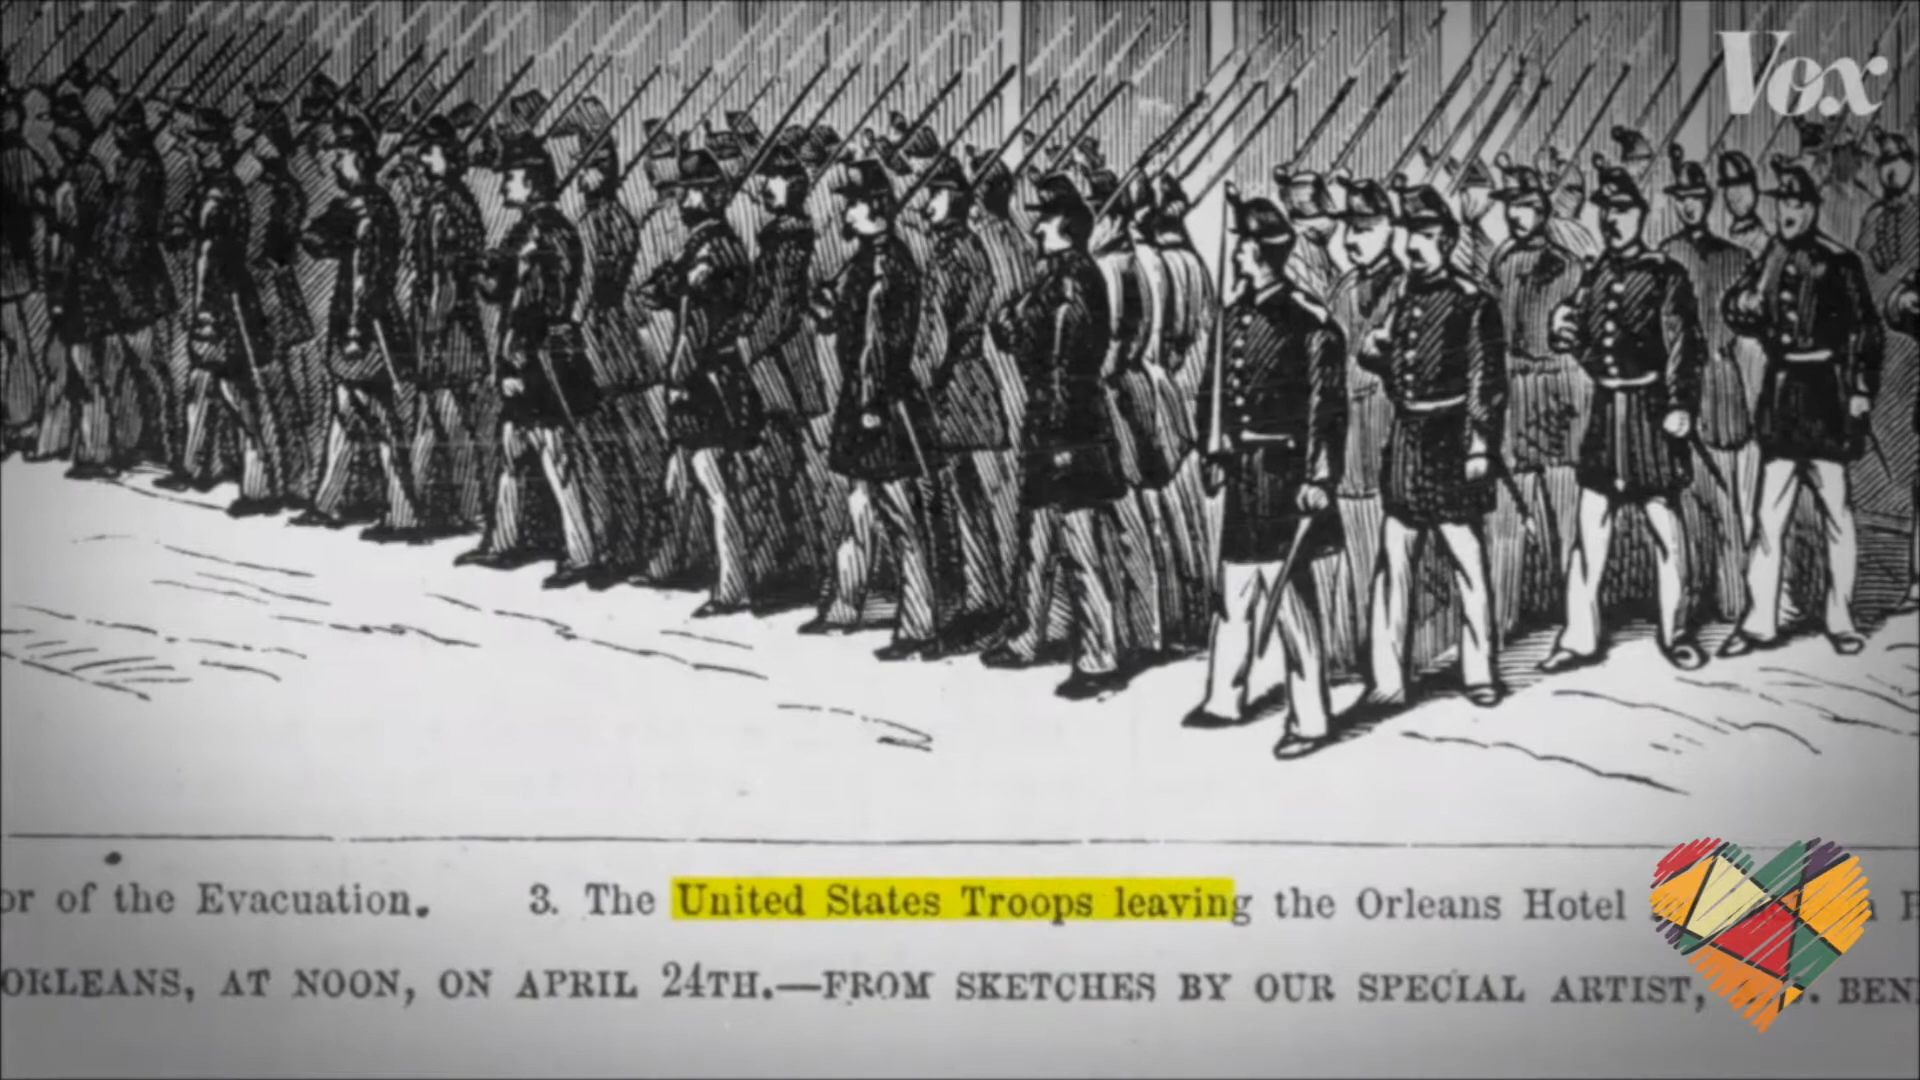 Vox
or of the Evacuation. 3. The United States Troops leaving the Orleans Hotel
ORLEANS, AT NOON, ON APRIL 24TH.—FROM SKETCHES BY OUR SPECIAL ARTIST,